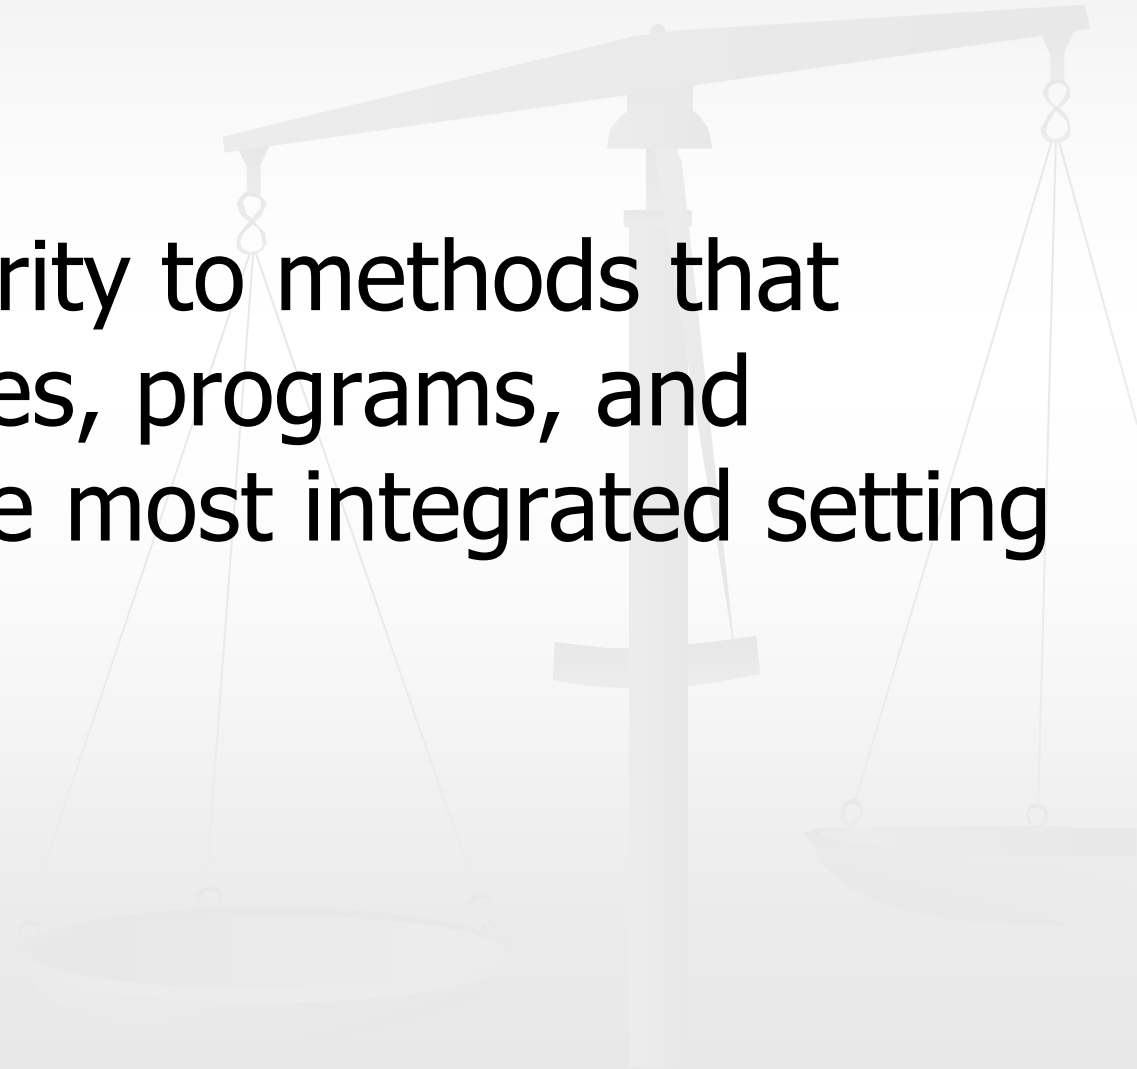 rity to methods that
es, programs, and
e most integrated setting